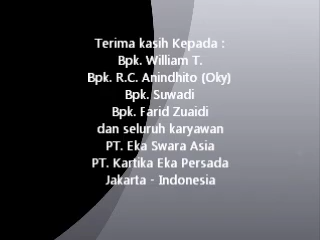 Terima kasih Kepada :
Bpk. William T.
Bpk. R.C. Anindhito (Oky)
Bpk. Suwadi
Bpk. Farid Zuaidi
dan seluruh karyawan
PT. Eka Swara Asia
PT. Kartika Eka Persada
Jakarta - Indonesia